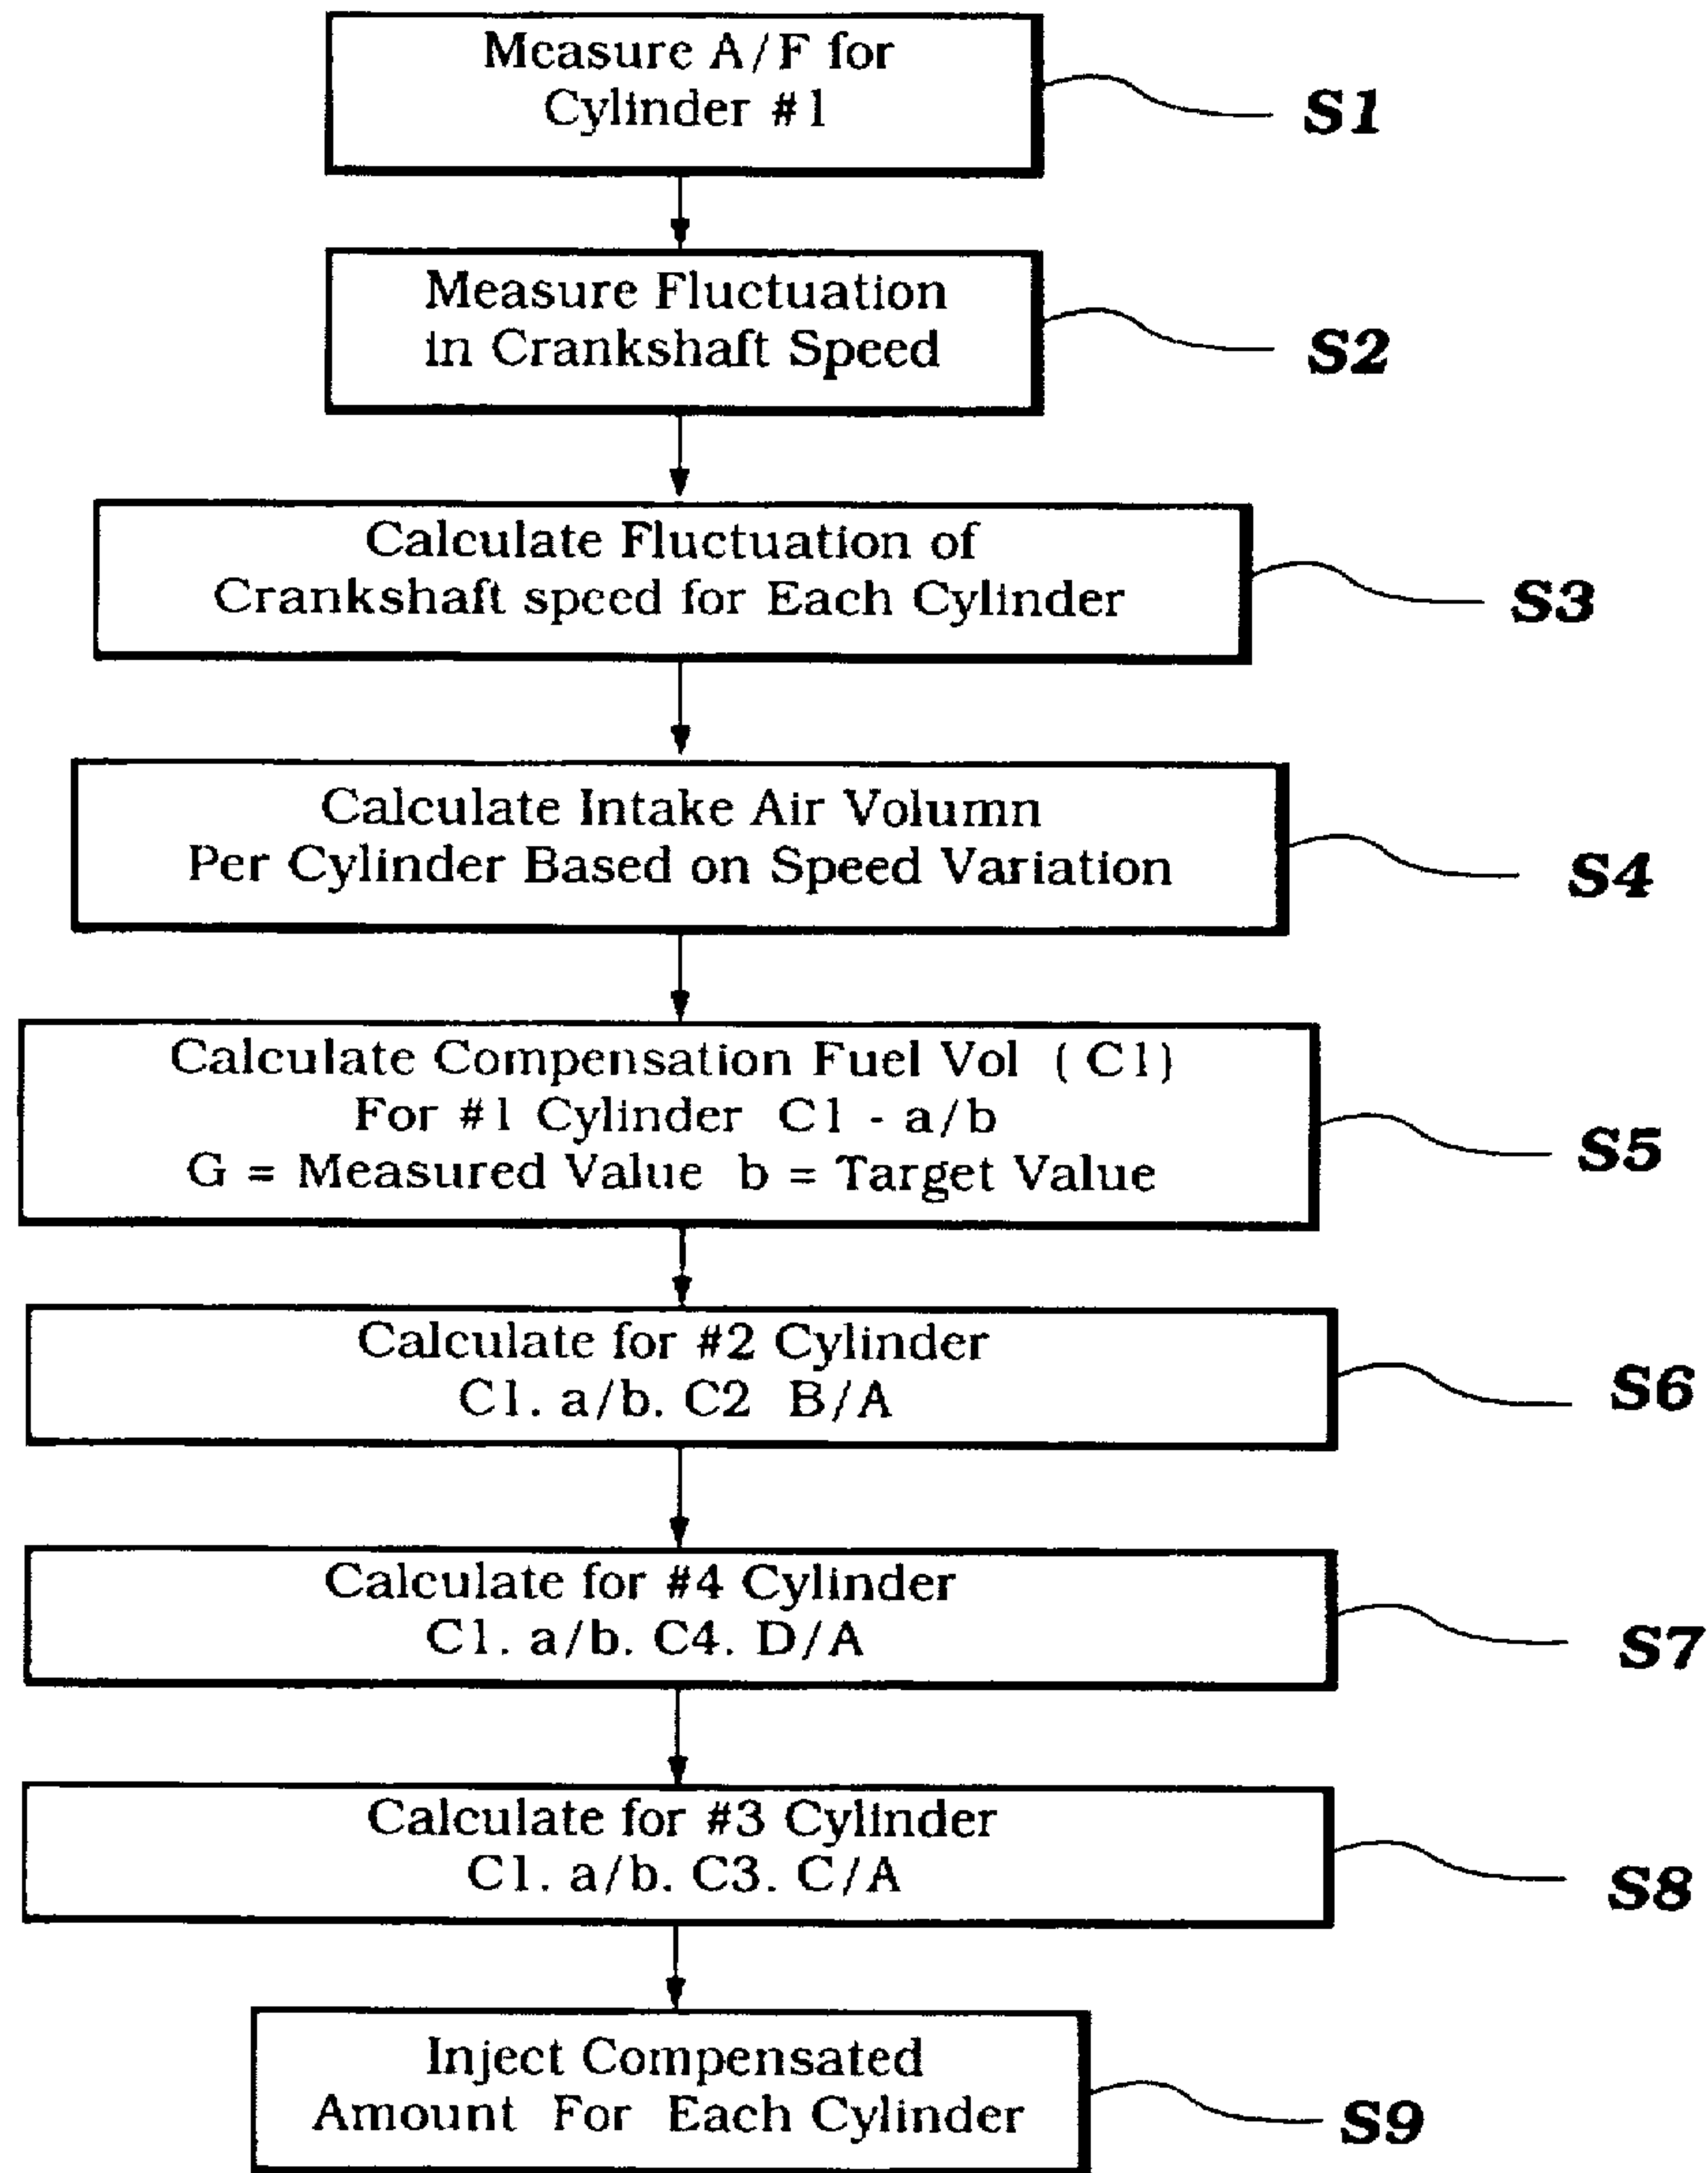 Measure A/F for
Cylinder #1
S1
Measure Fluctuation
in Crankshaft Speed
S2
Calculate Fluctuation of
Crankshaft speed for Each Cylinder
S3
Calculate Intake Air Volumn
Per Cylinder Based on Speed Variation
S4
Calculate Compensation Fuel Vol ( C1)
For #1 Cylinder C1 - a/b
G = Measured Value b = Target Value
S5
Calculate for #2 Cylinder
C1. a/b. C2 B/A
S6
Calculate for #4 Cylinder
C1. a/b. C4. D/A
S7
Calculate for #3 Cylinder
C1. a/b. C3. C/A
S8
Inject Compensated
Amount For Each Cylinder
S9